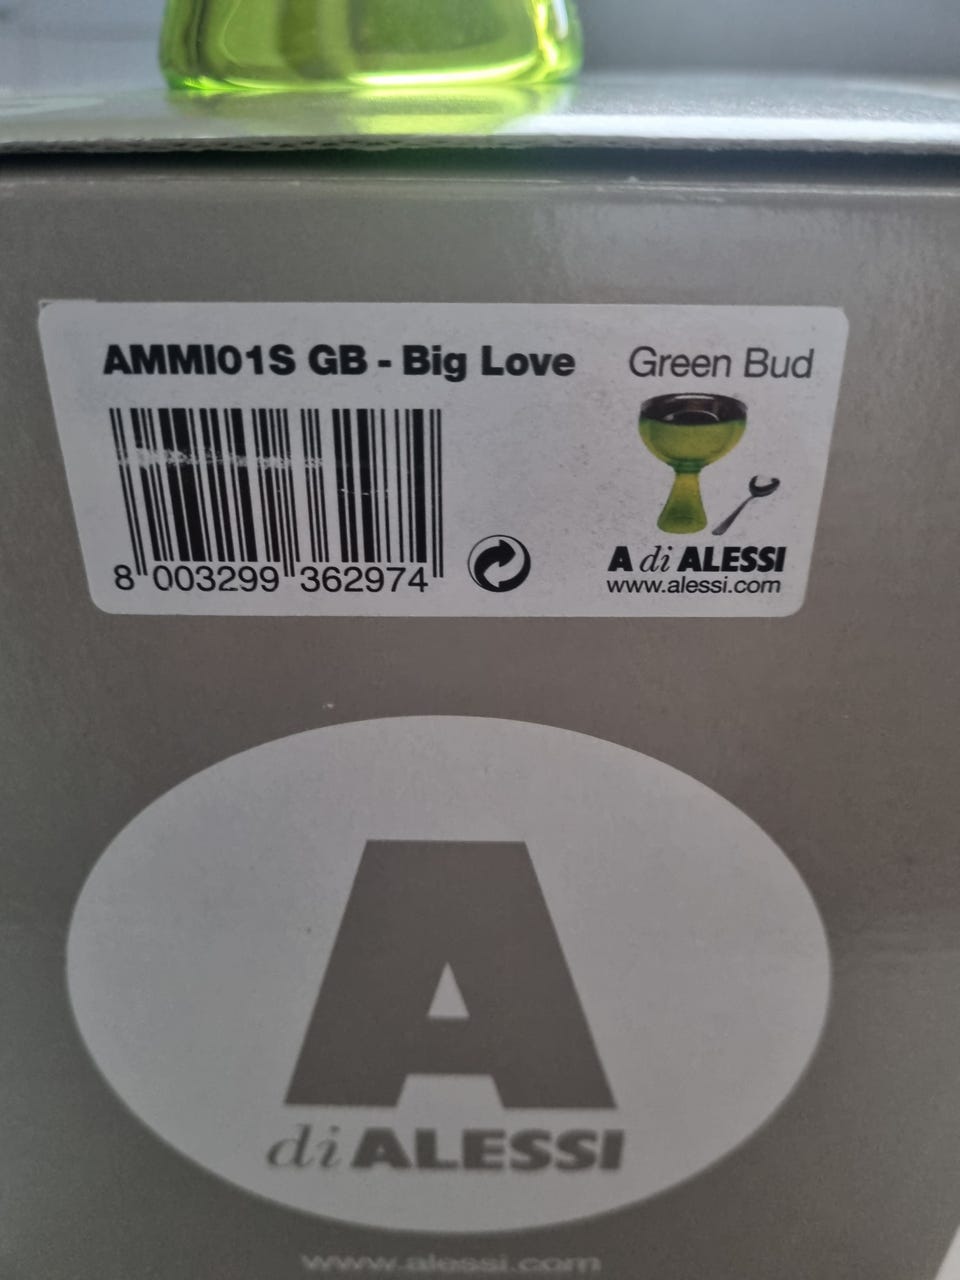 AMMI01S GB - Big Love Green Bud
8 003299 362974
A di ALESSI
www.alessi.com
A
di ALESSI
www.alessi.com